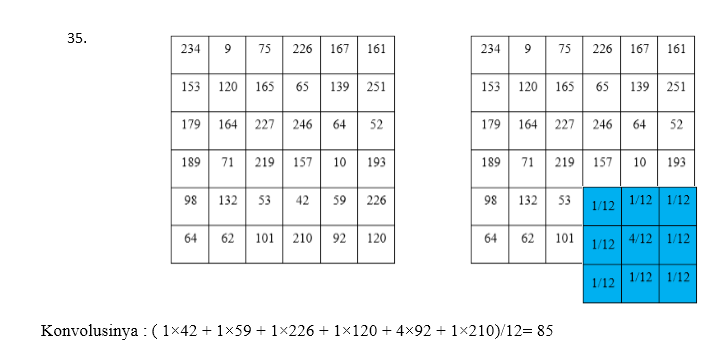 35.
234 9 75 226 167 161 234 9 75 226 167 161
153 120 165 65 139 251 153 120 165 65 139 251
179 164 227 246 64 52 179 164 227 246 64 52
189 71 219 157 10 193 189 71 219 157 10 193
98 132 53 42 59 226 98 132 53 1/12 1/12 1/12
64 62 101 210 92 120 64 62 101 1/12 4/12 1/12
1/12 1/12 1/12
Konvolusinya : ( 1×42 + 1×59 + 1×226 + 1×120 + 4×92 + 1×210)/12= 85